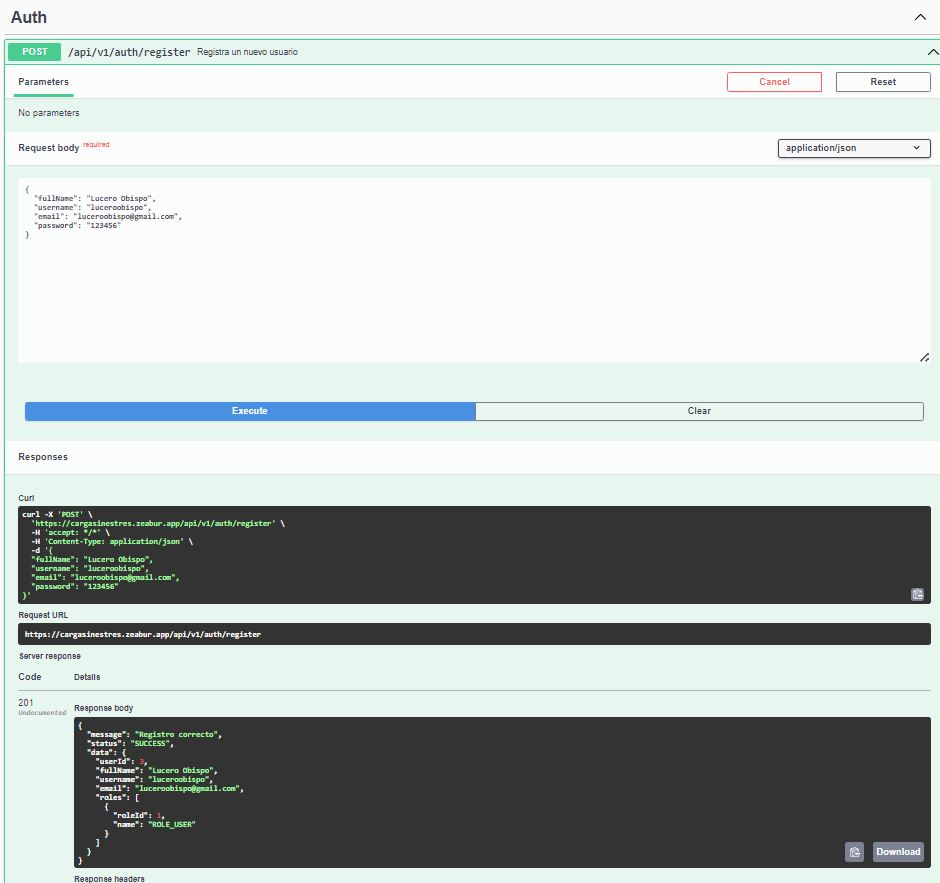 Auth
POST /api/v1/auth/register Registra un nuevo usuario
Parameters Cancel Reset
No parameters
Request body required application/json
{
"fullName": "Lucero Obispo",
"username": "luceroobispo",
"email": "luceroobispo@gmail.com",
"password": "123456"
}
Execute Clear
Responses
Curl
curl -X 'POST' \
'https://cargasinestres.zeabur.app/api/v1/auth/register' \
-H 'accept: */*' \
-H 'Content-Type: application/json' \
-d '{
"fullName": "Lucero Obispo",
"username": "luceroobispo",
"email": "luceroobispo@gmail.com",
"password": "123456"
}'
Request URL
https://cargasinestres.zeabur.app/api/v1/auth/register
Server response
Code Details
201
Undocumented
Response body
{
"message": "Registro correcto",
"status": "SUCCESS",
"data": {
"userId": 3,
"fullName": "Lucero Obispo",
"username": "luceroobispo",
"email": "luceroobispo@gmail.com",
"roles": [
{
"roleId": 1,
"name": "ROLE_USER"
}
]
}
}
Download
Response headers